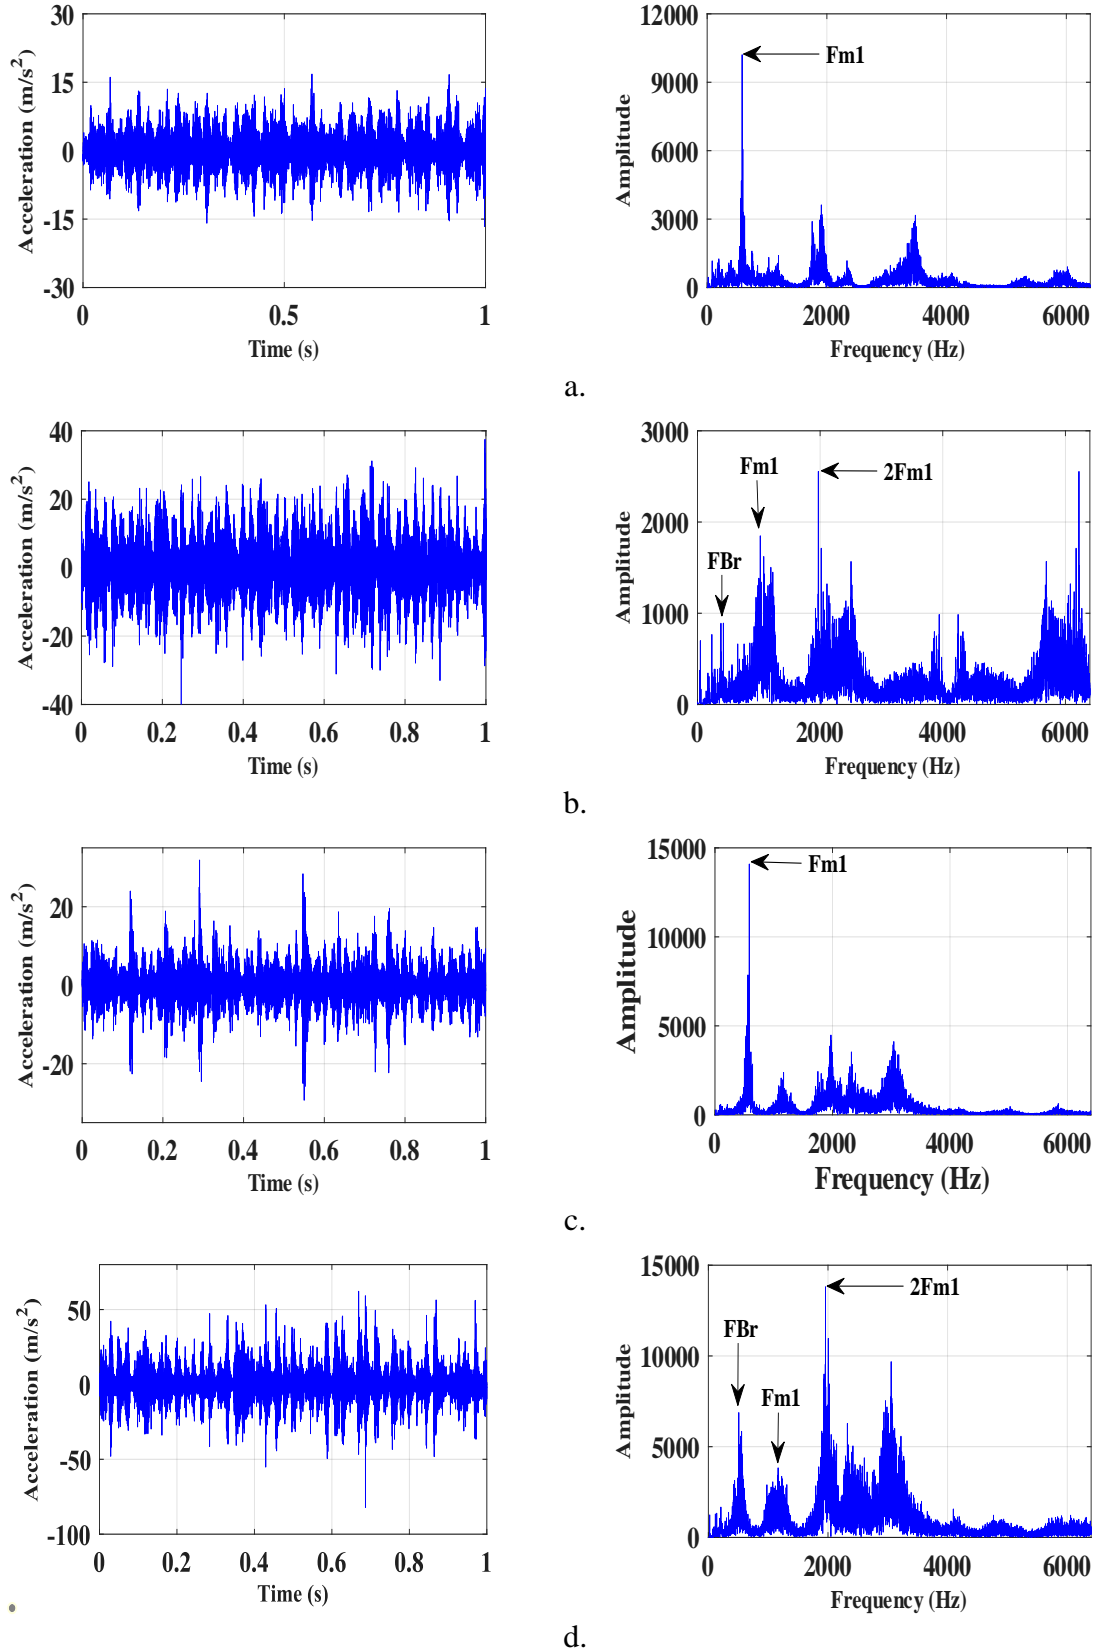 30
15
0
-15
-30
0
0.5
1
Acceleration (m/s²)
Time (s)
12000
9000
6000
3000
0
0
2000
4000
6000
Amplitude
Frequency (Hz)
Fm1
a.
40
20
0
-20
-40
0
0.2
0.4
0.6
0.8
1
Acceleration (m/s²)
Time (s)
3000
2000
1000
0
0
2000
4000
6000
Amplitude
Frequency (Hz)
FBr
Fm1
2Fm1
b.
20
0
-20
0
0.2
0.4
0.6
0.8
1
Acceleration (m/s²)
Time (s)
15000
10000
5000
0
0
2000
4000
6000
Amplitude
Frequency (Hz)
Fm1
c.
50
0
-50
-100
0
0.2
0.4
0.6
0.8
1
Acceleration (m/s²)
Time (s)
15000
10000
5000
0
0
2000
4000
6000
Amplitude
Frequency (Hz)
FBr
Fm1
2Fm1
d.